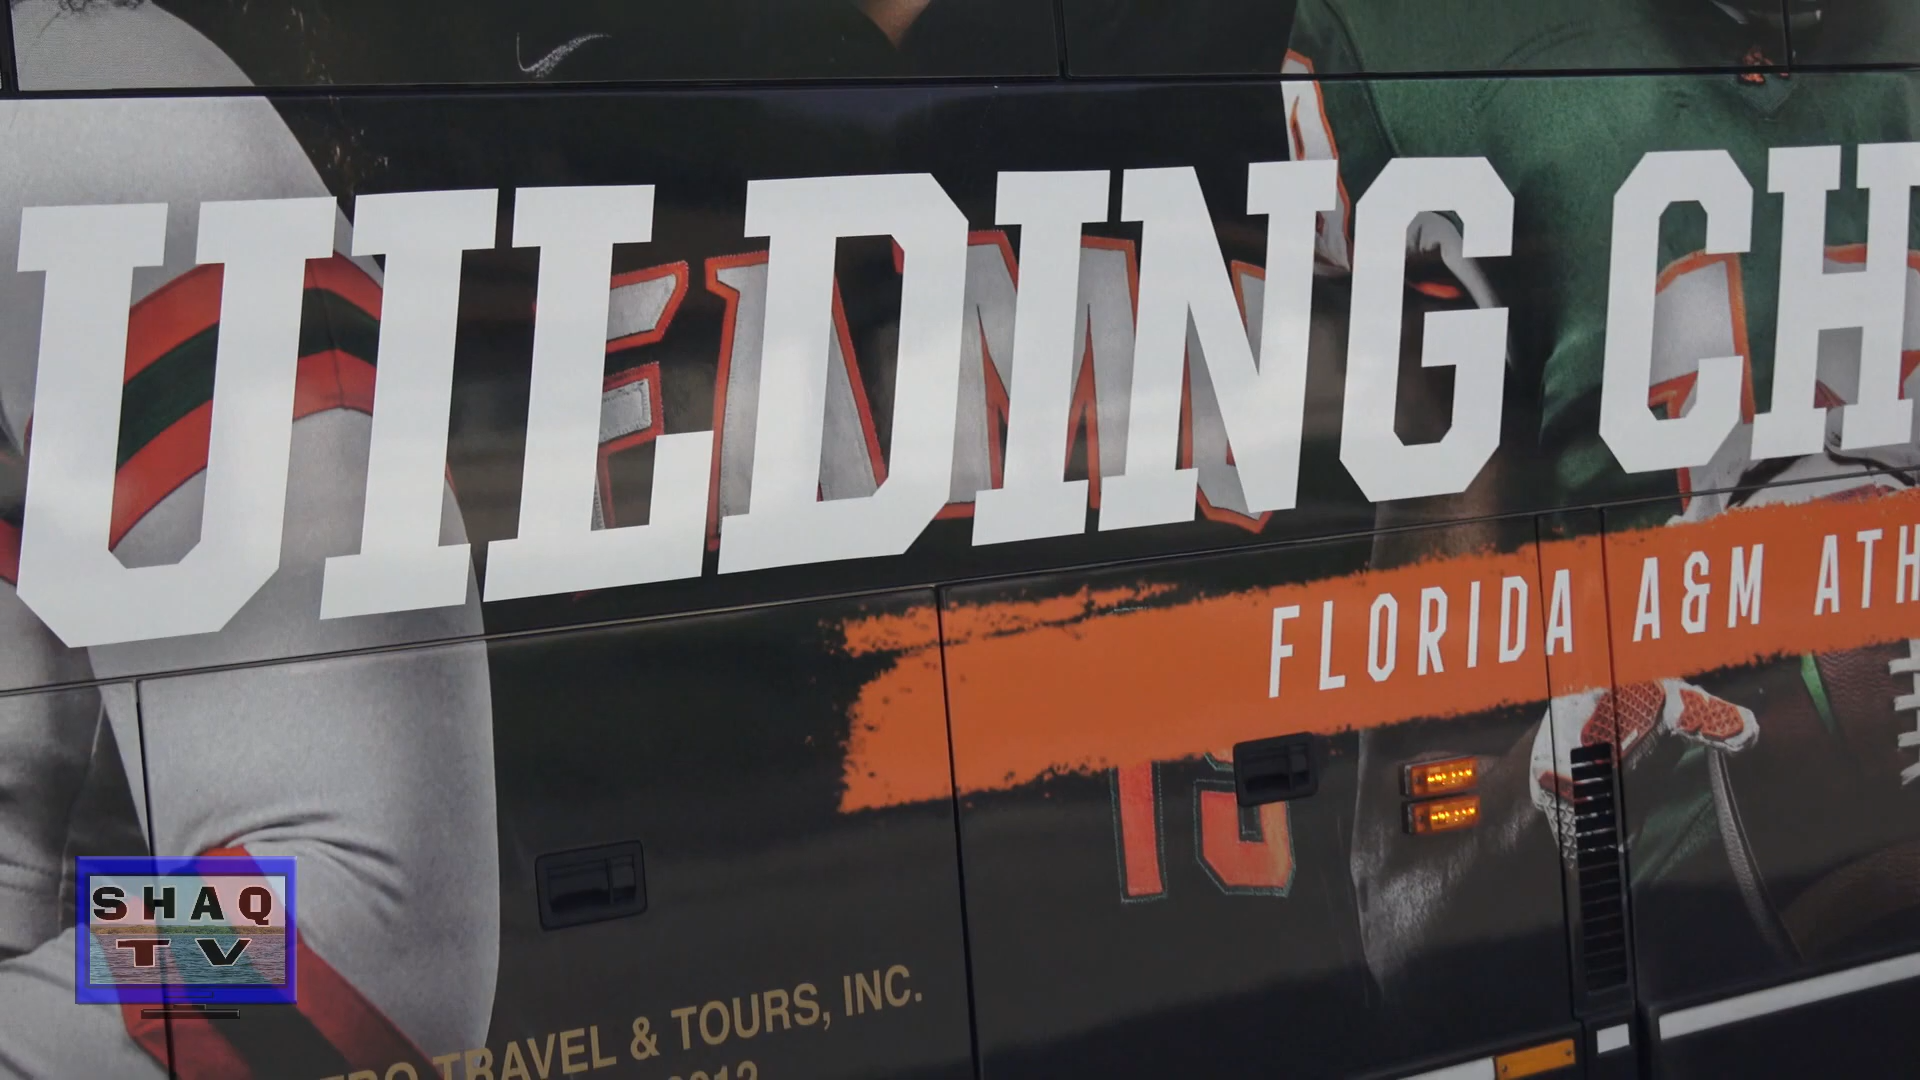 UILDING CH
FLORIDA A&M ATH
TRAVEL & TOURS, INC.
SHAQ
TV